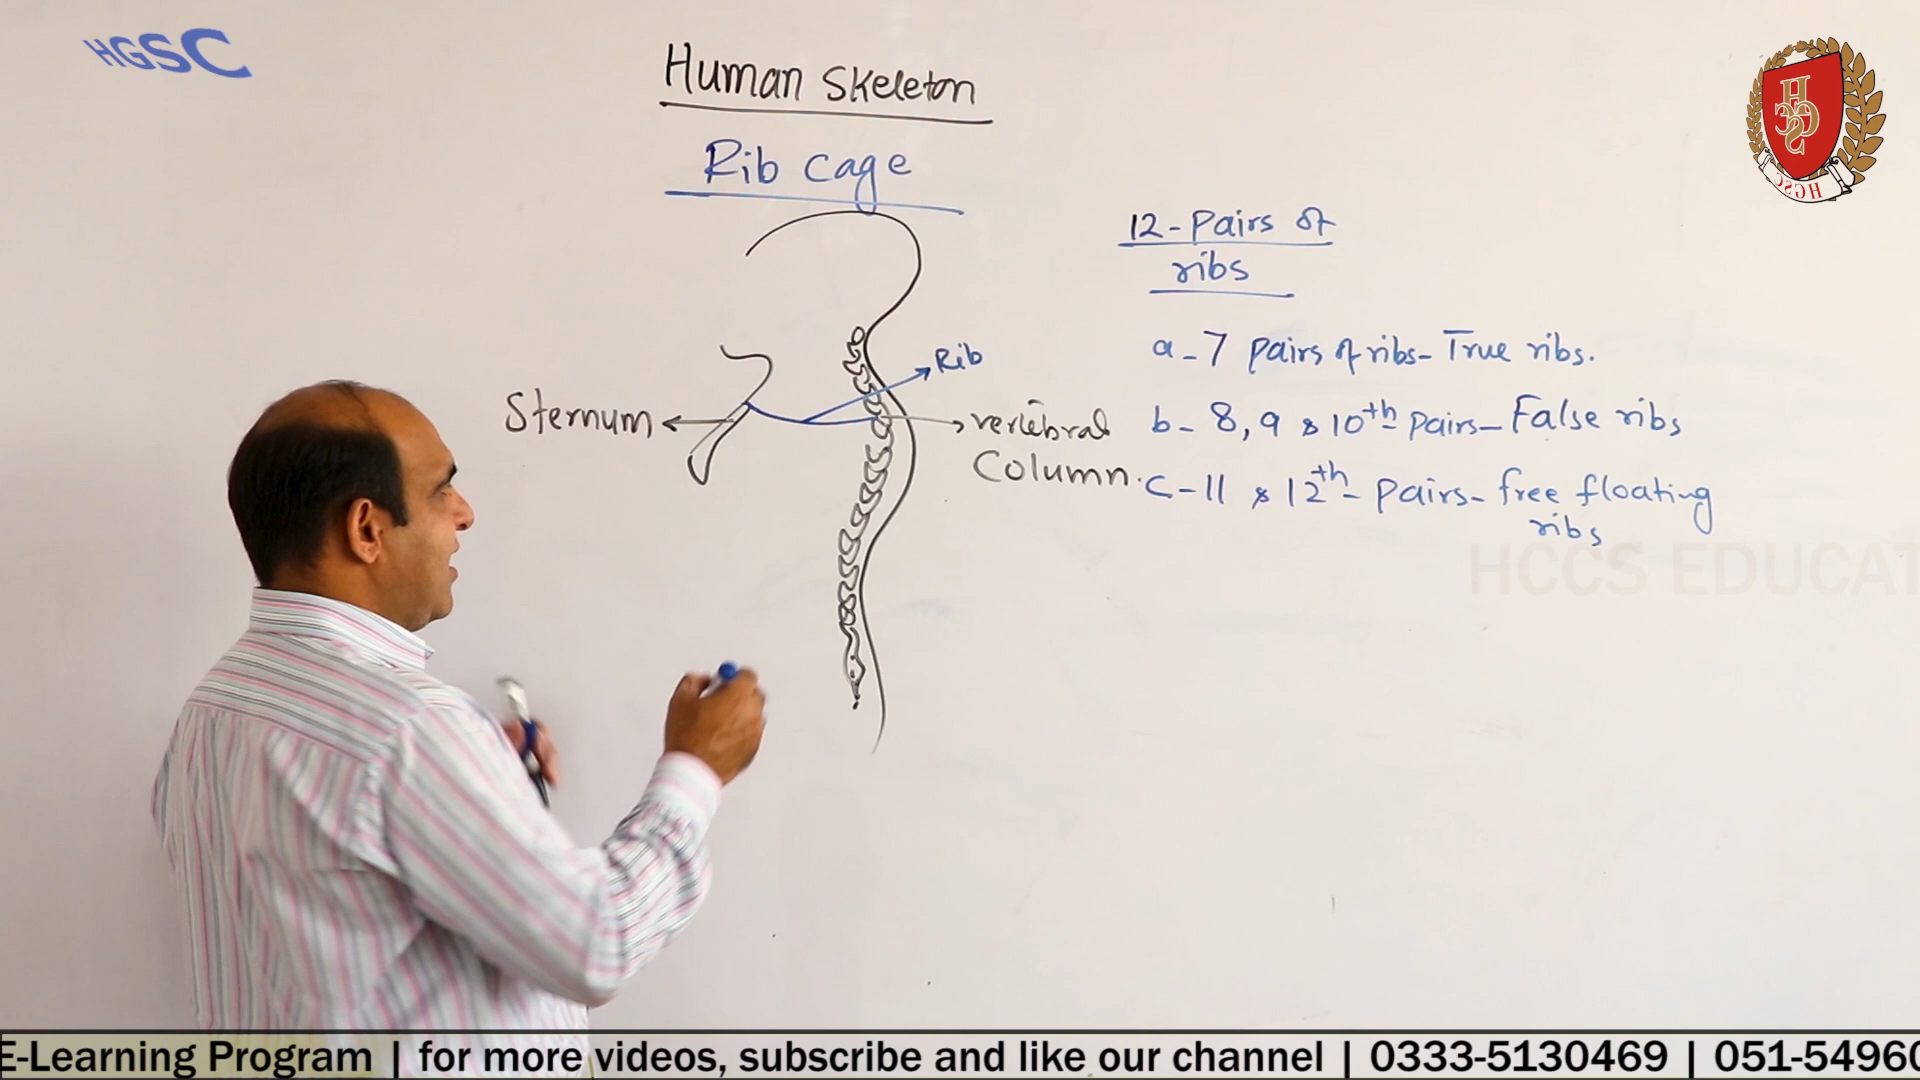 HGSC
Human Skeleton
Rib Cage
12-Pairs of
ribs
a-7 pairs of ribs-True ribs.
b-8,9 & 10th pairs-False ribs
c-11 & 12th-pairs-free floating
ribs
Rib
Sternum
vertebral
Column.
HGSC
HCCS EDUCAT
E-Learning Program | for more videos, subscribe and like our channel | 0333-5130469 | 051-54960